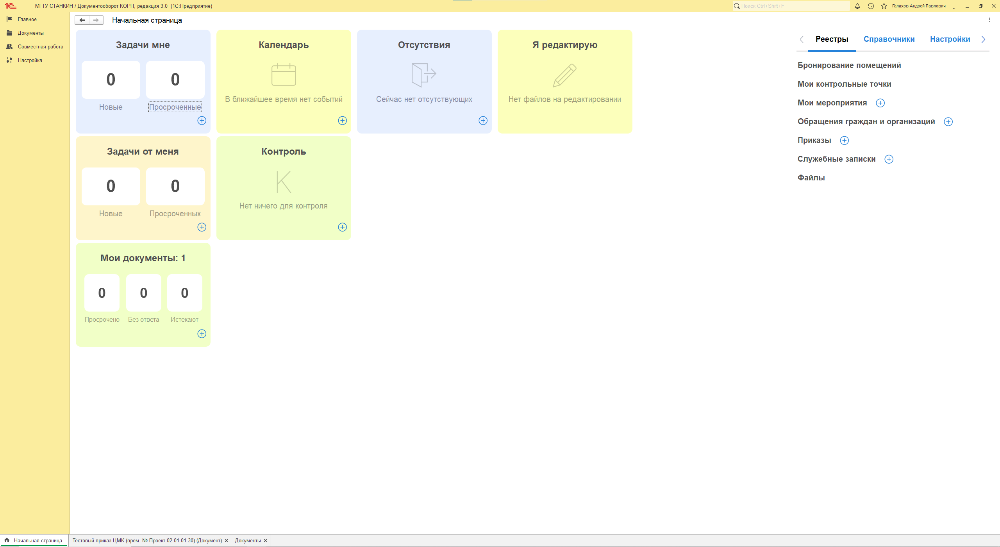 1С МГТУ СТАНКИН / Документооборот КОРП, редакция 3.0 (1С:Предприятие)
Поиск Ctrl+Shift+F
Галахов Андрей Павлович
Главное
Документы
Совместная работа
Настройка
Начальная страница
Задачи мне
0
0
Новые
Просроченные
Календарь
В ближайшее время нет событий
Отсутствия
Сейчас нет отсутствующих
Я редактирую
Нет файлов на редактировании
Задачи от меня
0
0
Новые
Просроченных
Контроль
К
Нет ничего для контроля
Мои документы: 1
0
0
0
Просрочено
Без ответа
Истекают
Реестры
Справочники
Настройки
Бронирование помещений
Мои контрольные точки
Мои мероприятия
Обращения граждан и организаций
Приказы
Служебные записки
Файлы
Начальная страница
Тестовый приказ ЦМК (врем. № Проект-02.01-01-30) (Документ)
Документы